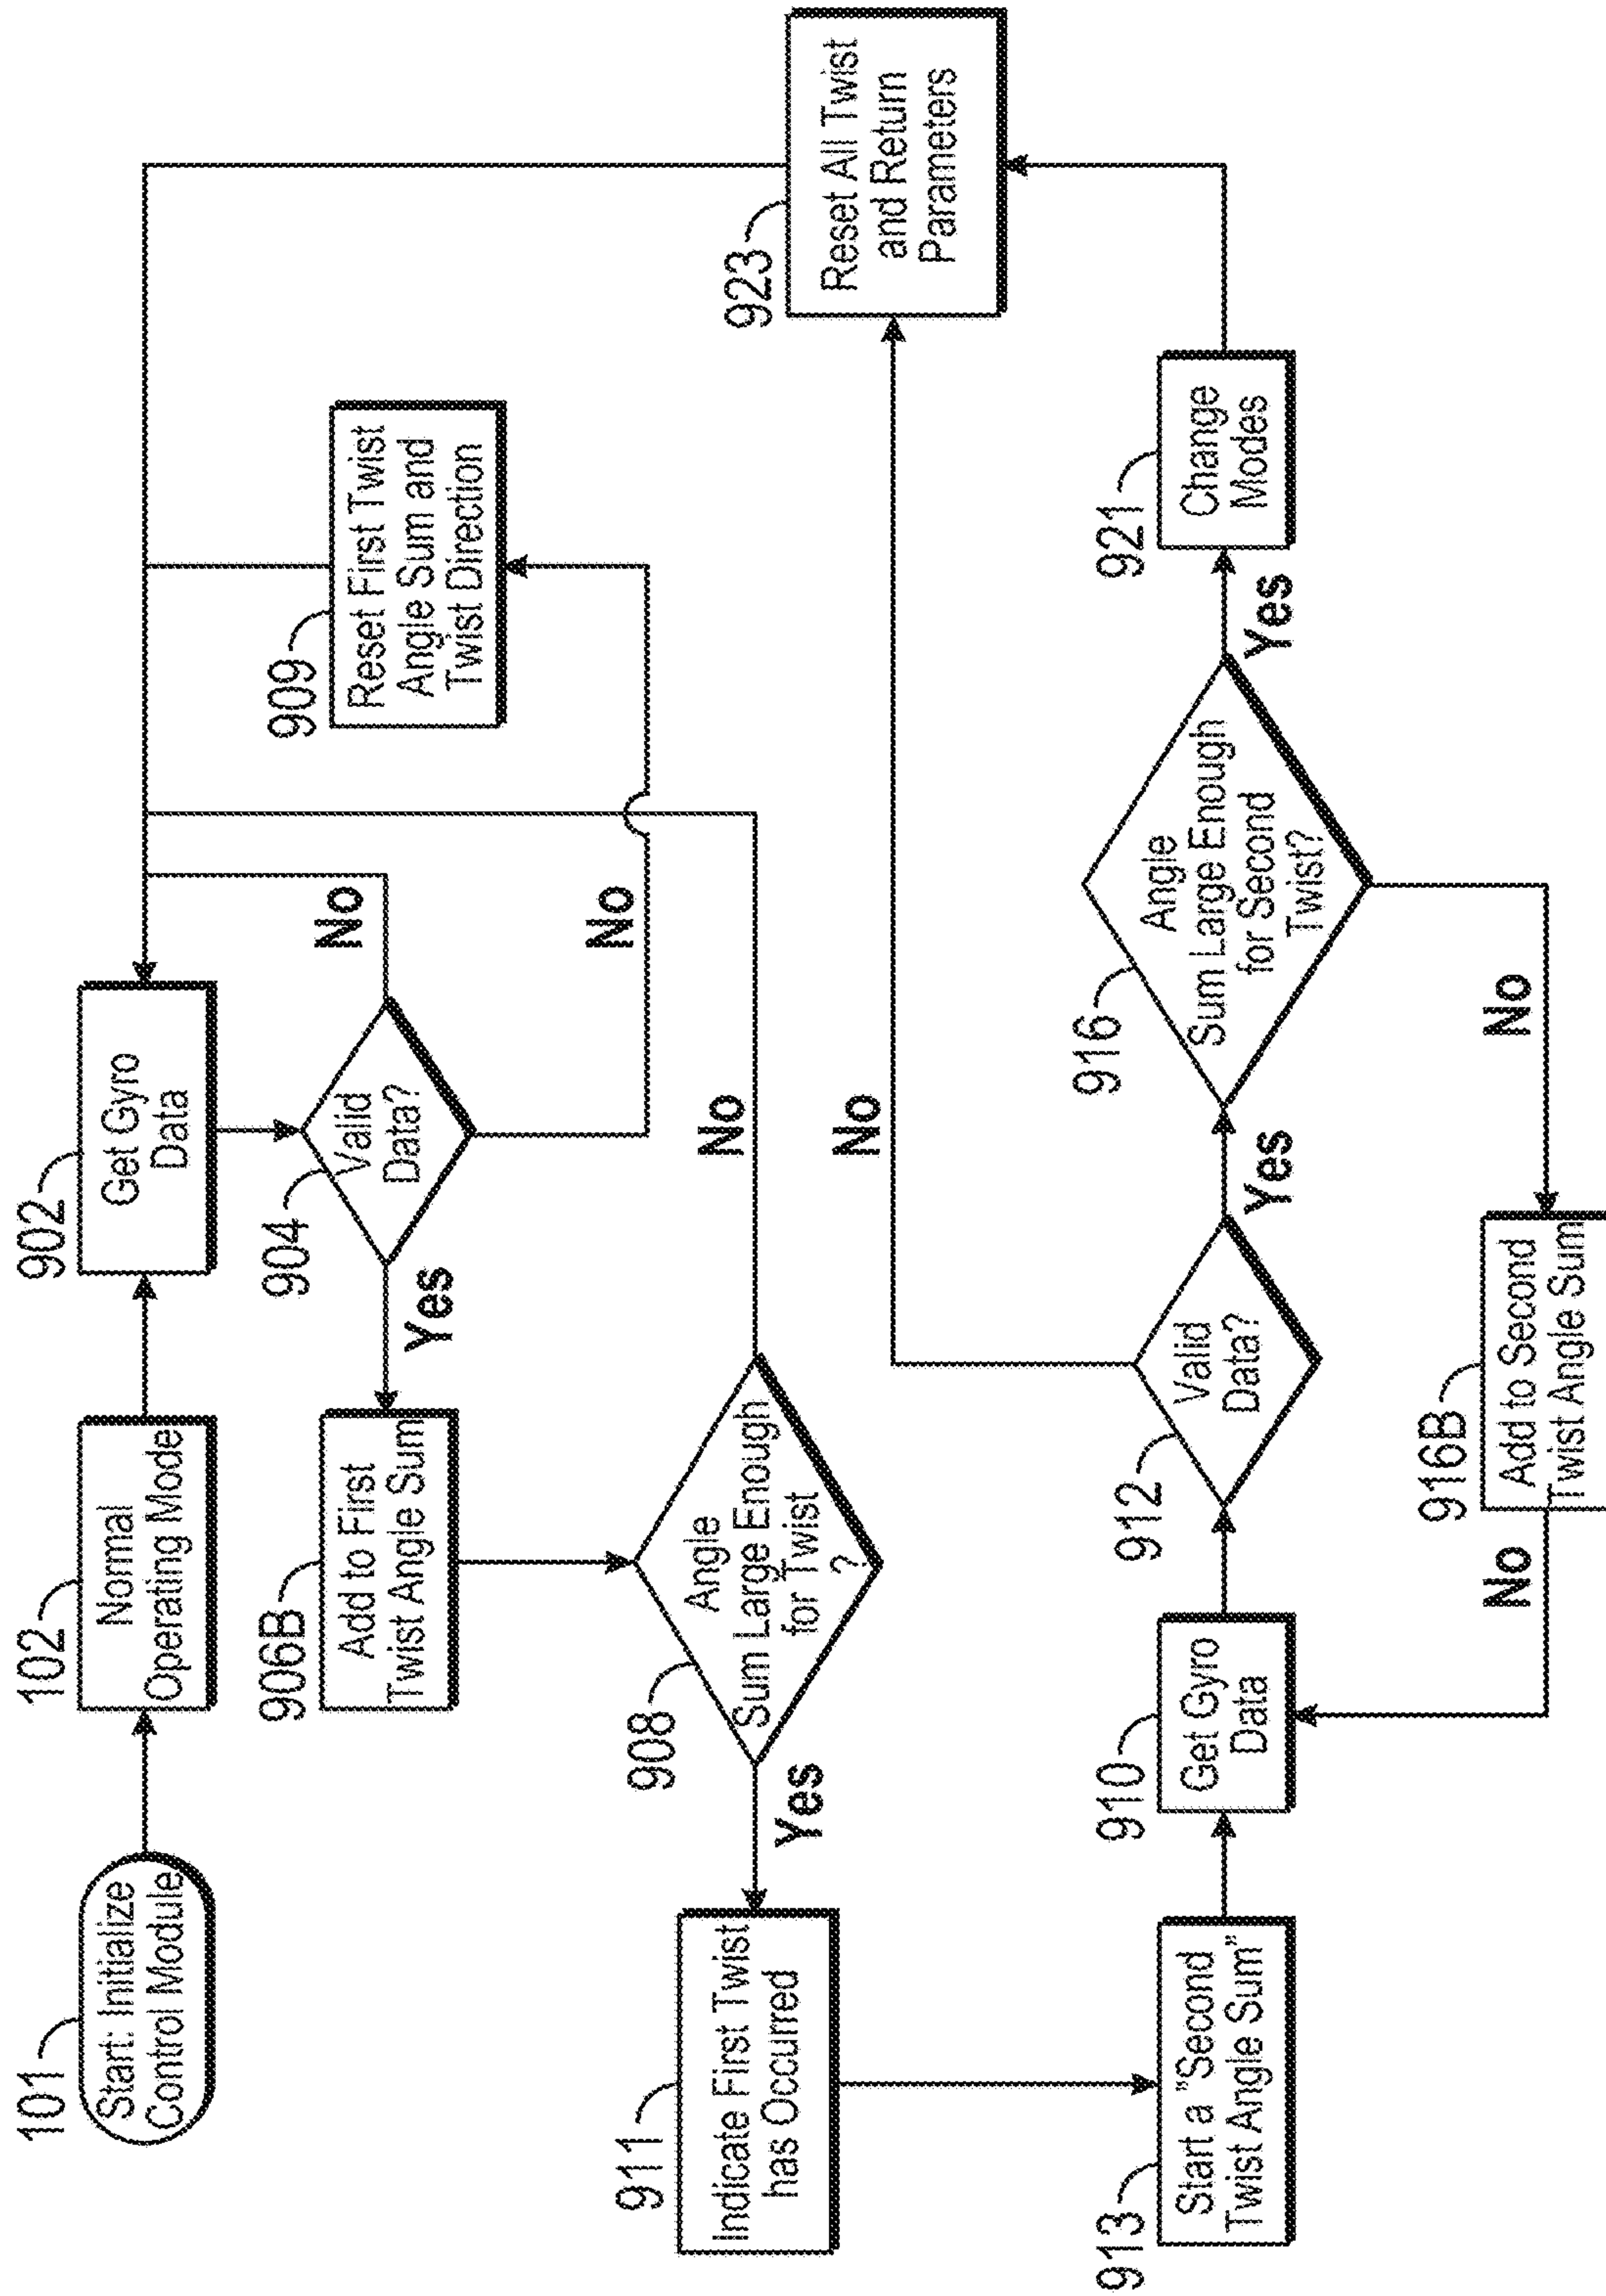 101
Start: Initialize
Control Module
102
Normal
Operating Mode
902
Get Gyro
Data
904
Valid
Data?
No
No
Yes
909
Reset First Twist
Angle Sum and
Twist Direction
906B
Add to First
Twist Angle Sum
908
Angle
Sum Large Enough
for Twist
?
No
Yes
911
Indicate First Twist
has Occurred
913
Start a "Second
Twist Angle Sum"
910
Get Gyro
Data
912
Valid
Data?
No
Yes
916
Angle
Sum Large Enough
for Second
Twist?
Yes
No
916B
Add to Second
Twist Angle Sum
No
921
Change
Modes
923
Reset All Twist
and Return
Parameters